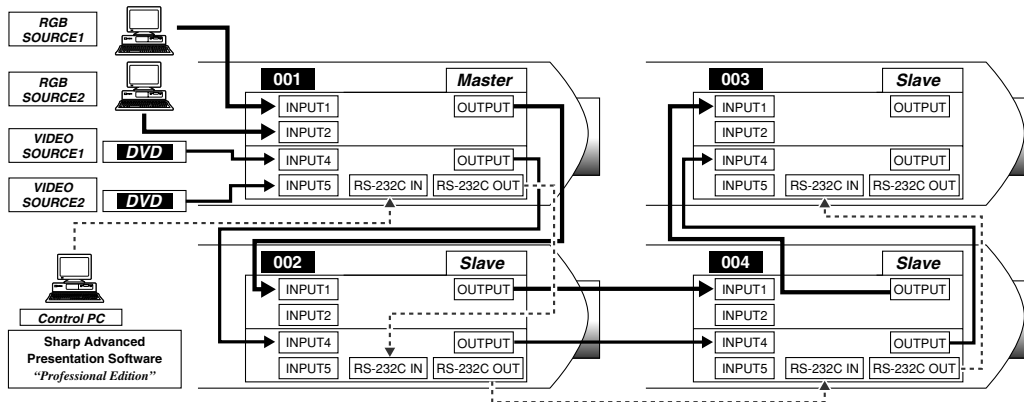 RGB
SOURCE1
RGB
SOURCE2
VIDEO
SOURCE1
DVD
VIDEO
SOURCE2
DVD
Control PC
Sharp Advanced
Presentation Software
“Professional Edition”
001
Master
INPUT1
OUTPUT
INPUT2
INPUT4
OUTPUT
INPUT5
RS-232C IN
RS-232C OUT
002
Slave
INPUT1
OUTPUT
INPUT2
INPUT4
OUTPUT
INPUT5
RS-232C IN
RS-232C OUT
003
Slave
INPUT1
OUTPUT
INPUT2
INPUT4
OUTPUT
INPUT5
RS-232C IN
RS-232C OUT
004
Slave
INPUT1
OUTPUT
INPUT2
INPUT4
OUTPUT
INPUT5
RS-232C IN
RS-232C OUT